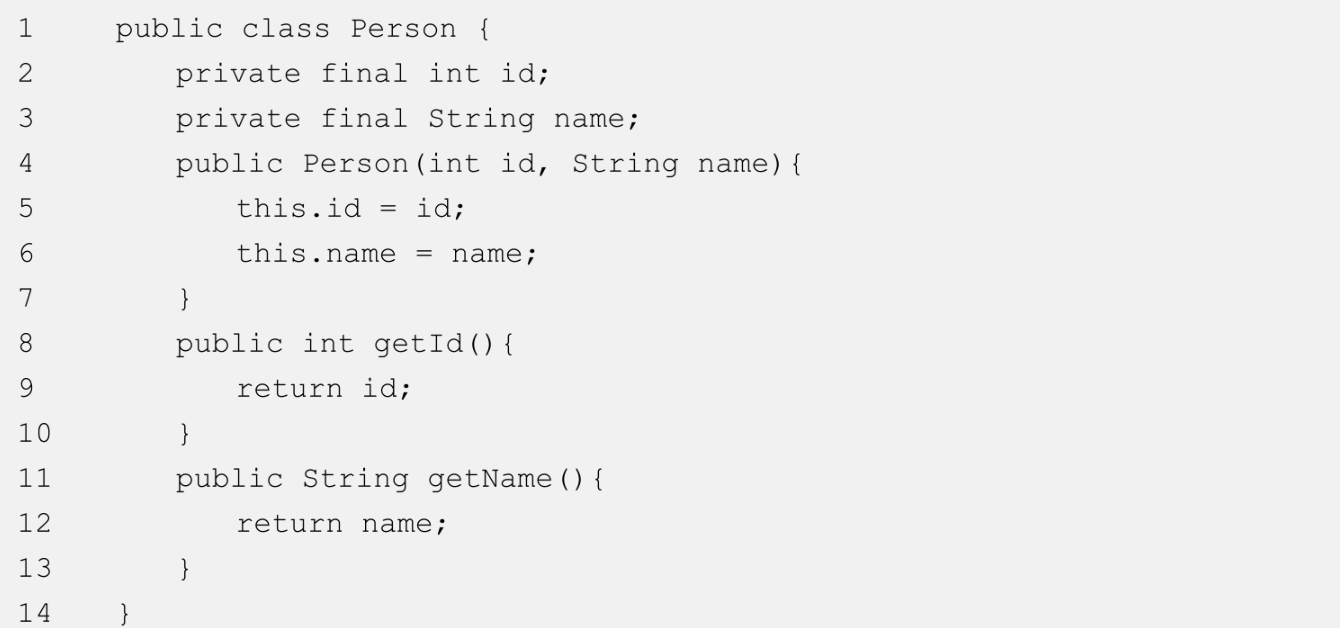 1 public class Person {
2 private final int id;
3 private final String name;
4 public Person(int id, String name){
5 this.id = id;
6 this.name = name;
7 }
8 public int getId(){
9 return id;
10 }
11 public String getName(){
12 return name;
13 }
14 }